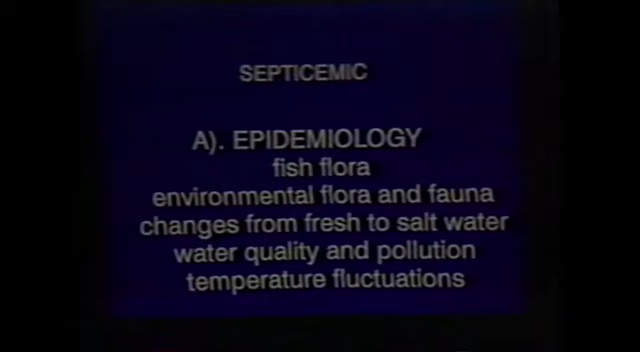 SEPTICEMIC
A). EPIDEMIOLOGY
fish flora
environmental flora and fauna
changes from fresh to salt water
water quality and pollution
temperature fluctuations